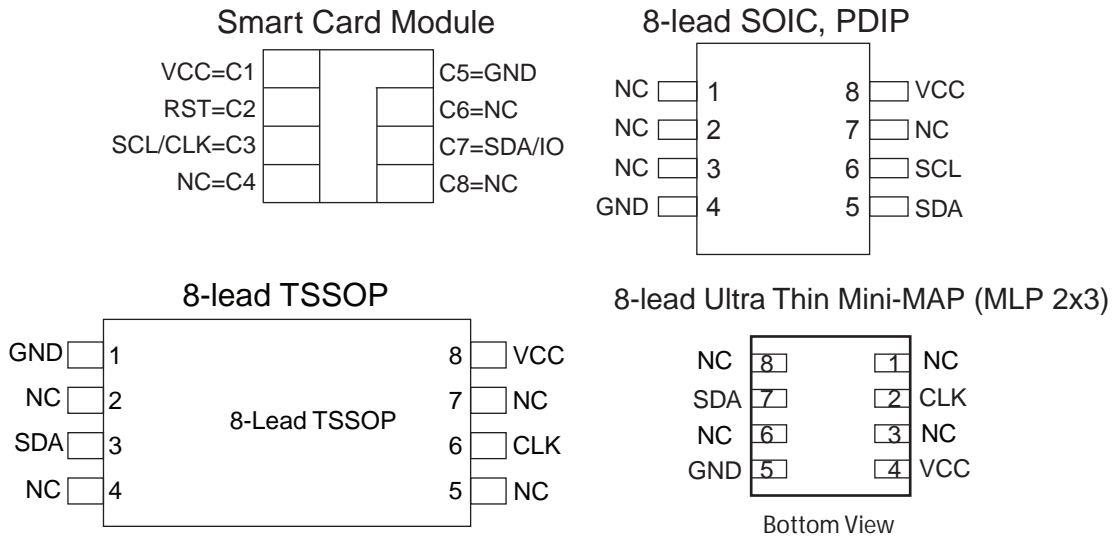 Smart Card Module
VCC=C1
C5=GND
RST=C2
C6=NC
SCL/CLK=C3
C7=SDA/IO
NC=C4
C8=NC
8-lead SOIC, PDIP
NC 1 8 VCC
NC 2 7 NC
NC 3 6 SCL
GND 4 5 SDA
8-lead TSSOP
GND 1 8 VCC
NC 2 7 NC
8-Lead TSSOP
SDA 3 6 CLK
NC 4 5 NC
8-lead Ultra Thin Mini-MAP (MLP 2x3)
NC 8 1 NC
SDA 7 2 CLK
NC 6 3 NC
GND 5 4 VCC
Bottom View